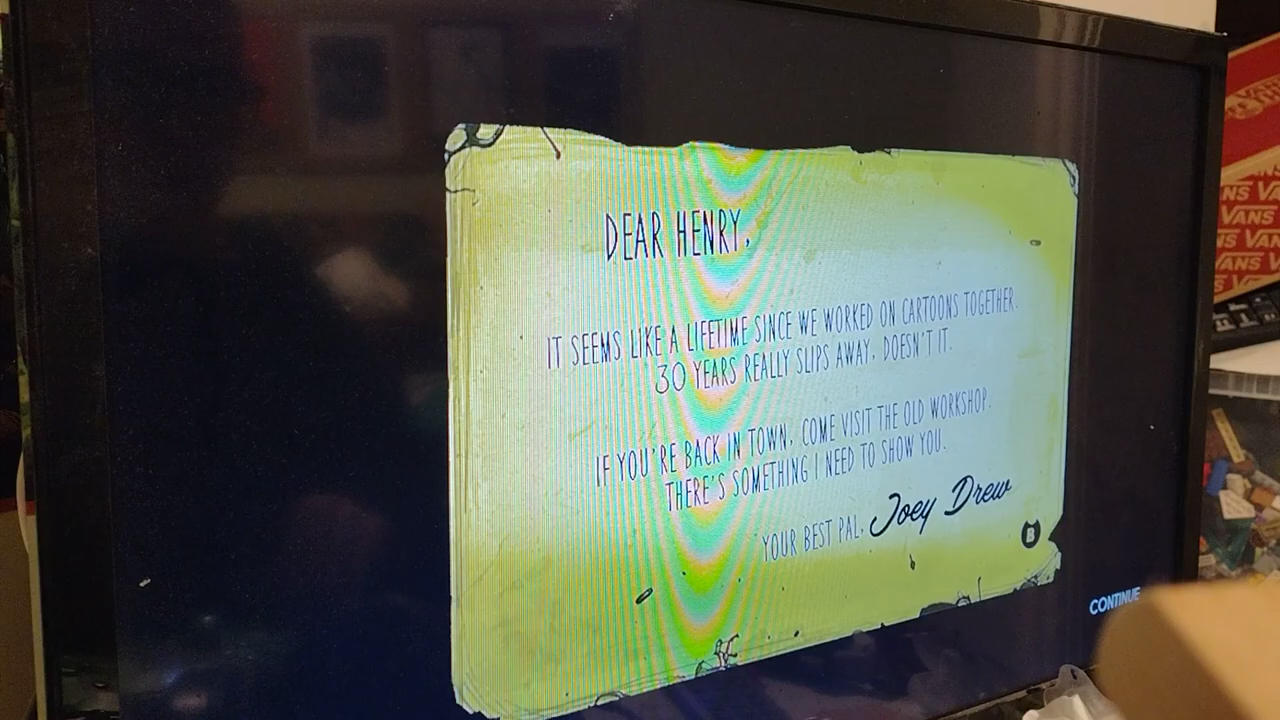 DEAR HENRY,
IT SEEMS LIKE A LIFETIME SINCE WE WORKED ON CARTOONS TOGETHER.
30 YEARS REALLY SLIPS AWAY, DOESN'T IT.
IF YOU'RE BACK IN TOWN, COME VISIT THE OLD WORKSHOP.
THERE'S SOMETHING I NEED TO SHOW YOU.
YOUR BEST PAL, Joey Drew
B
CONTINUE
VANS
VANS